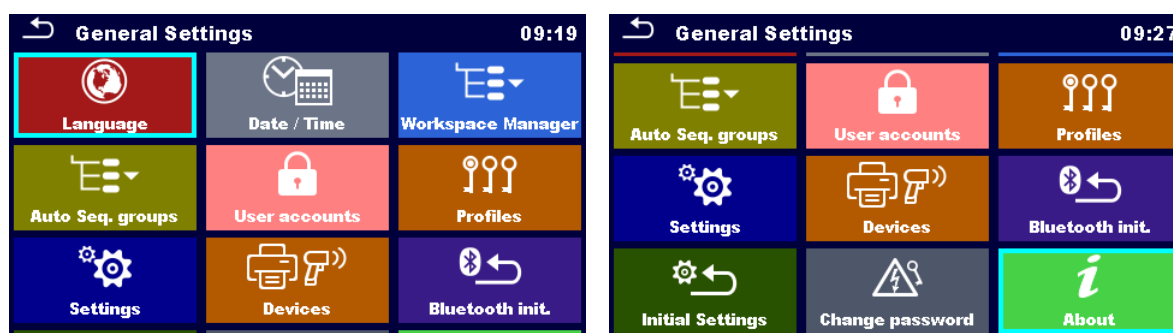 General Settings 09:19
Language Date / Time Workspace Manager
Auto Seq. groups User accounts Profiles
Settings Devices Bluetooth init.
General Settings 09:27
Auto Seq. groups User accounts Profiles
Settings Devices Bluetooth init.
Initial Settings Change password About